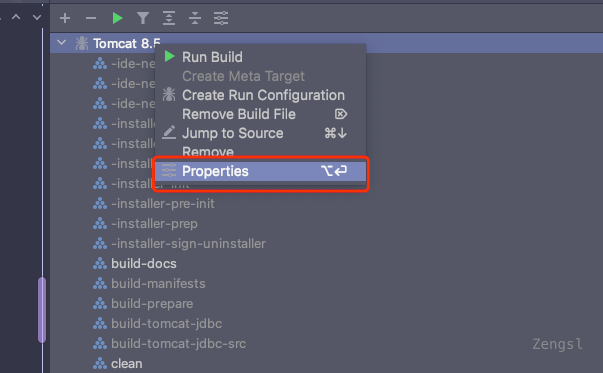 Tomcat 8.5
-ide-ne
-ide-ne
-ide-ne
-installe
-installe
-installe
-installer-init
-installer-pre-init
-installer-prep
-installer-sign-uninstaller
build-docs
build-manifests
build-prepare
build-tomcat-jdbc
build-tomcat-jdbc-src
clean
Run Build
Create Meta Target
Create Run Configuration
Remove Build File ⌦
Jump to Source ⌘↓
Remove
Properties ⌥↩
Zengsl